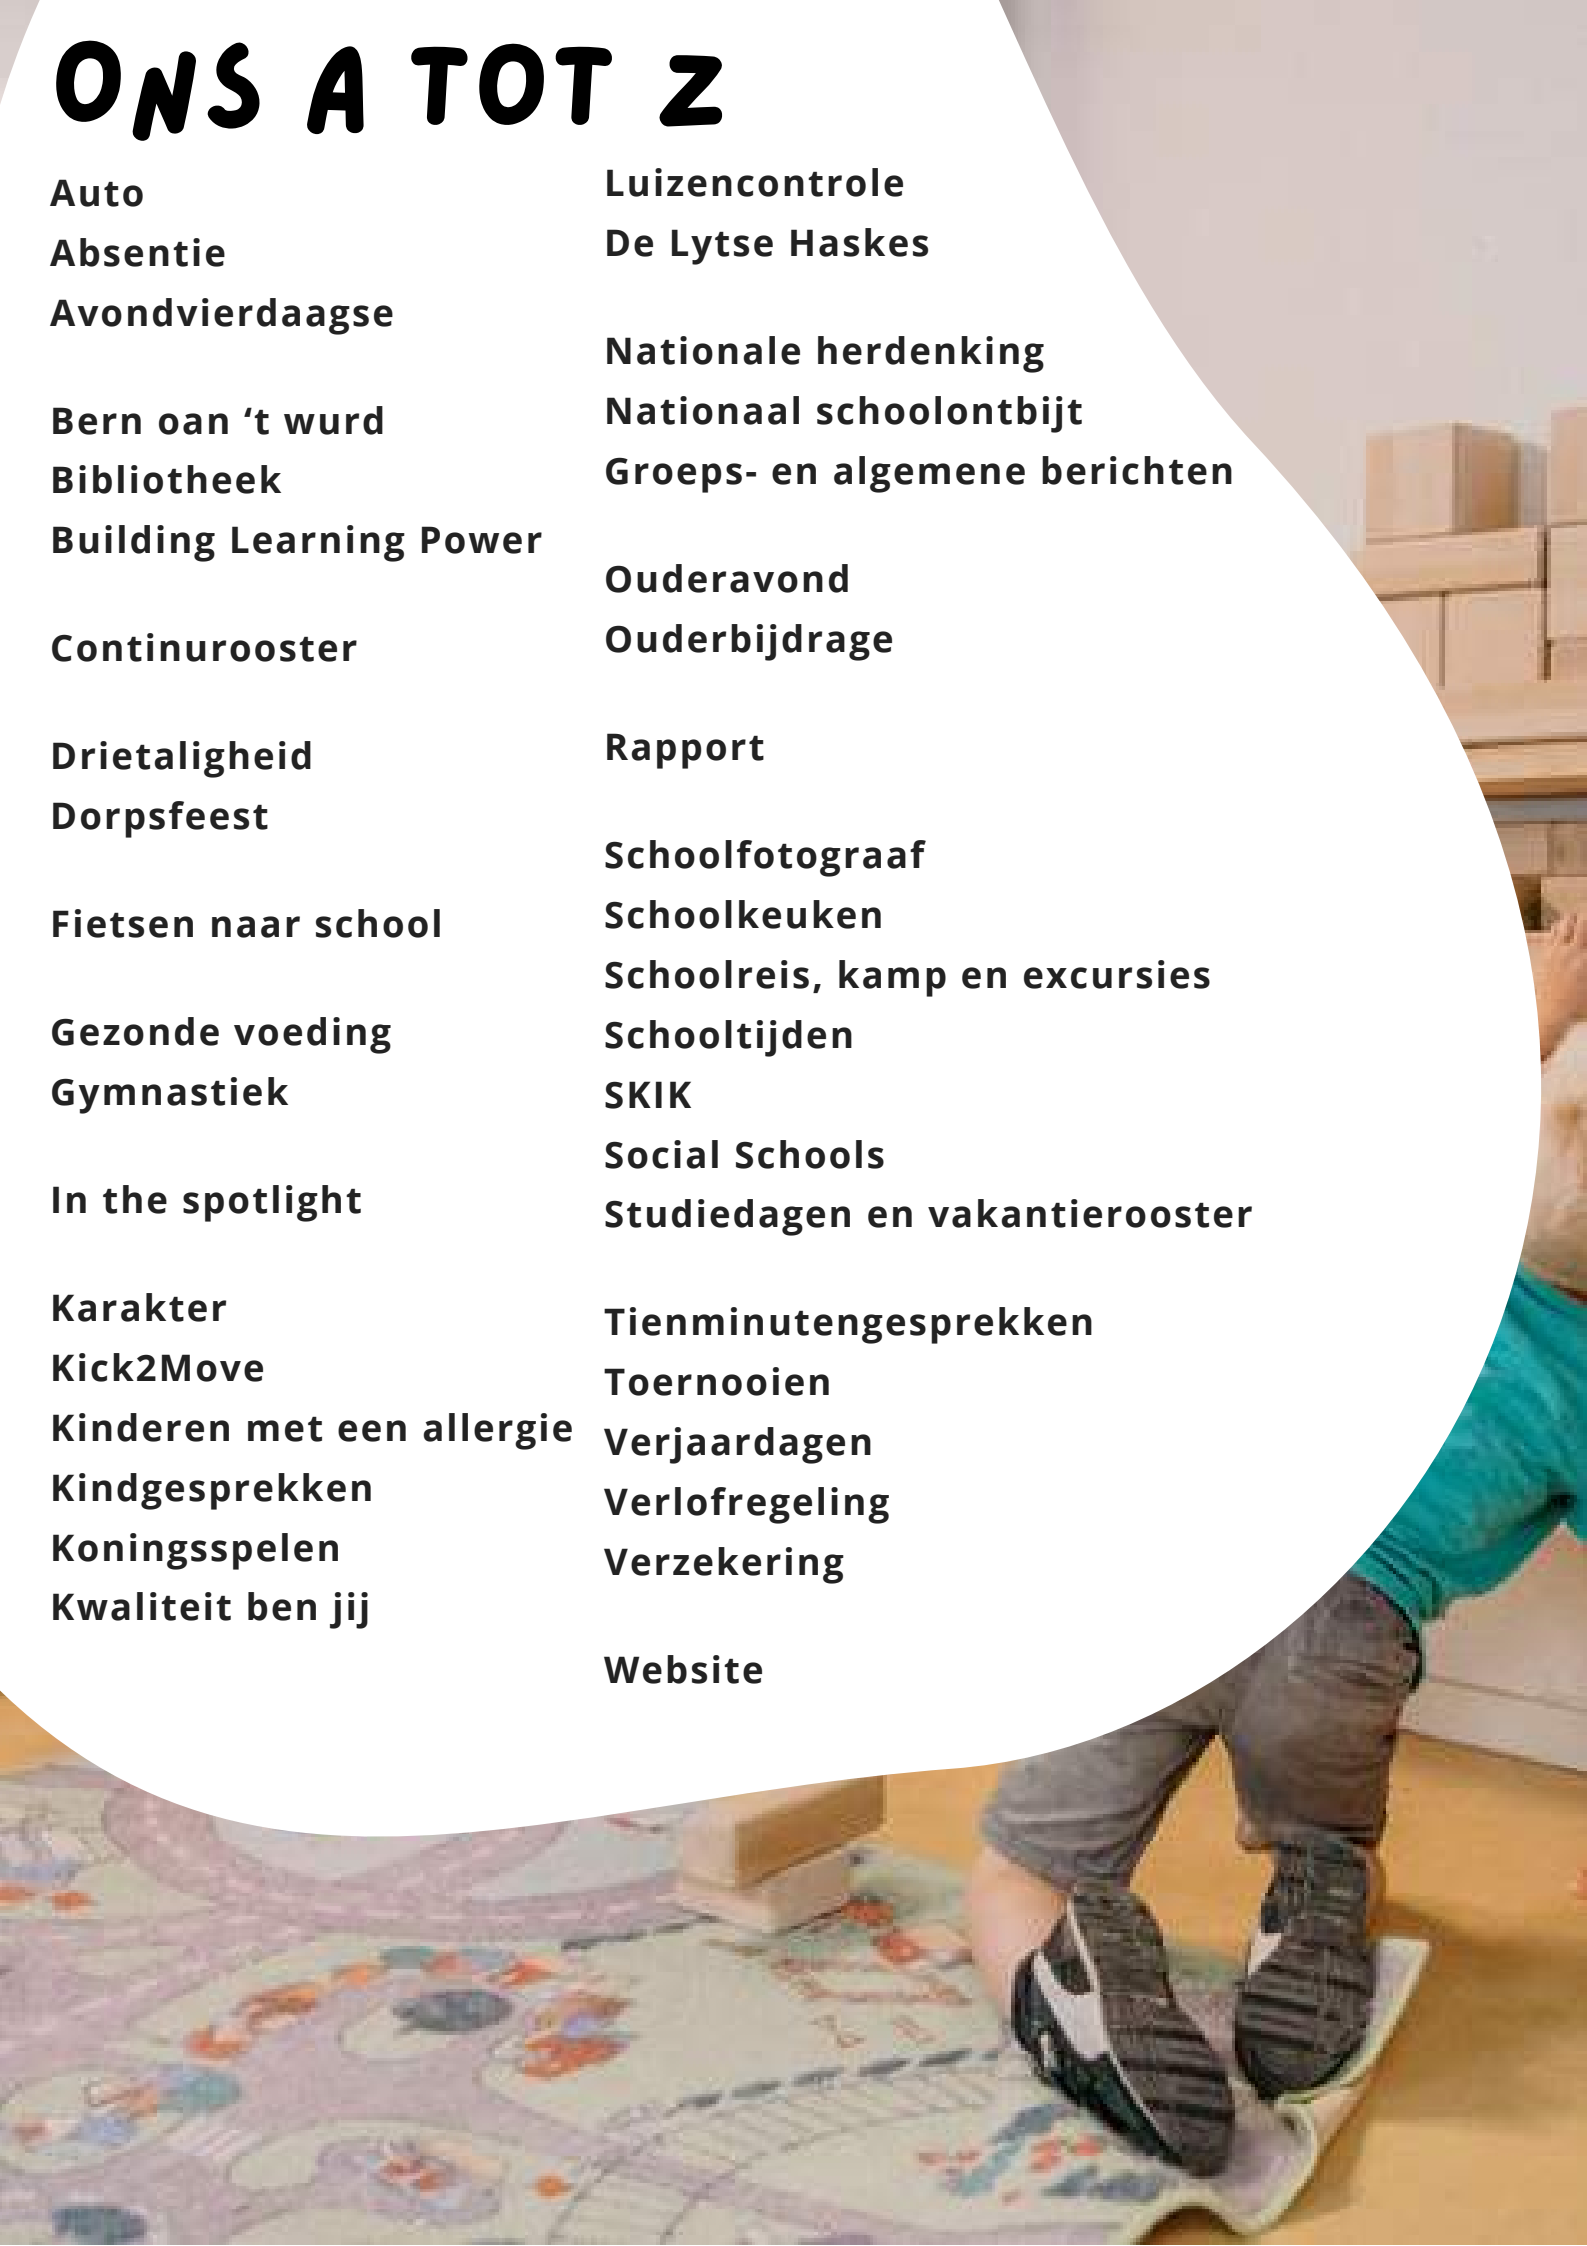 ONS A TOT Z
Auto
Absentie
Avondvierdaagse
Bern oan ‘t wurd
Bibliotheek
Building Learning Power
Continurooster
Drietaligheid
Dorpsfeest
Fietsen naar school
Gezonde voeding
Gymnastiek
In the spotlight
Karakter
Kick2Move
Kinderen met een allergie
Kindgesprekken
Koningsspelen
Kwaliteit ben jij
Luizencontrole
De Lytse Haskes
Nationale herdenking
Nationaal schoolontbijt
Groeps- en algemene berichten
Ouderavond
Ouderbijdrage
Rapport
Schoolfotograaf
Schoolkeuken
Schoolreis, kamp en excursies
Schooltijden
SKIK
Social Schools
Studiedagen en vakantierooster
Tienminutengesprekken
Toernooien
Verjaardagen
Verlofregeling
Verzekering
Website